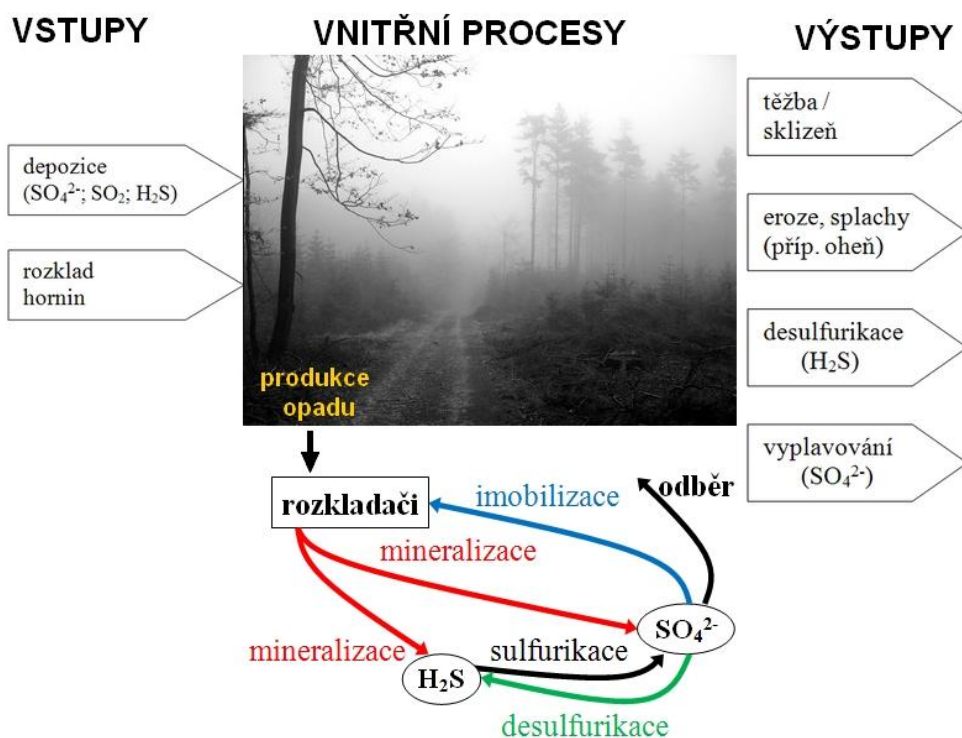 VSTUPY
VNITŘNÍ PROCESY
VÝSTUPY
depozice
(SO₄²⁻; SO₂; H₂S)
rozklad
hornin
těžba /
sklizeň
eroze, splachy
(příp. oheň)
desulfurikace
(H₂S)
vyplavování
(SO₄²⁻)
produkce
opadu
rozkladači
imobilizace
odběr
mineralizace
SO₄²⁻
mineralizace
sulfurikace
H₂S
desulfurikace